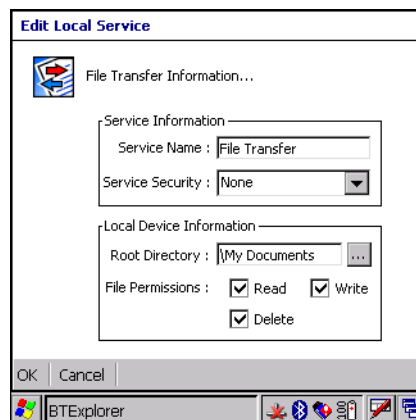 Edit Local Service
File Transfer Information...
Service Information
Service Name : File Transfer
Service Security : None
Local Device Information
Root Directory : \My Documents ...
File Permissions : Read Write
Delete
OK Cancel
BTExplorer